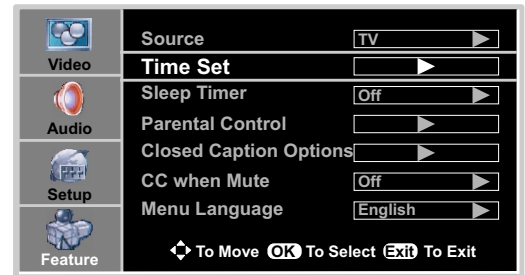 Video
Audio
Setup
Feature
Source TV
Time Set
Sleep Timer Off
Parental Control
Closed Caption Options
CC when Mute Off
Menu Language English
To Move OK To Select Exit To Exit